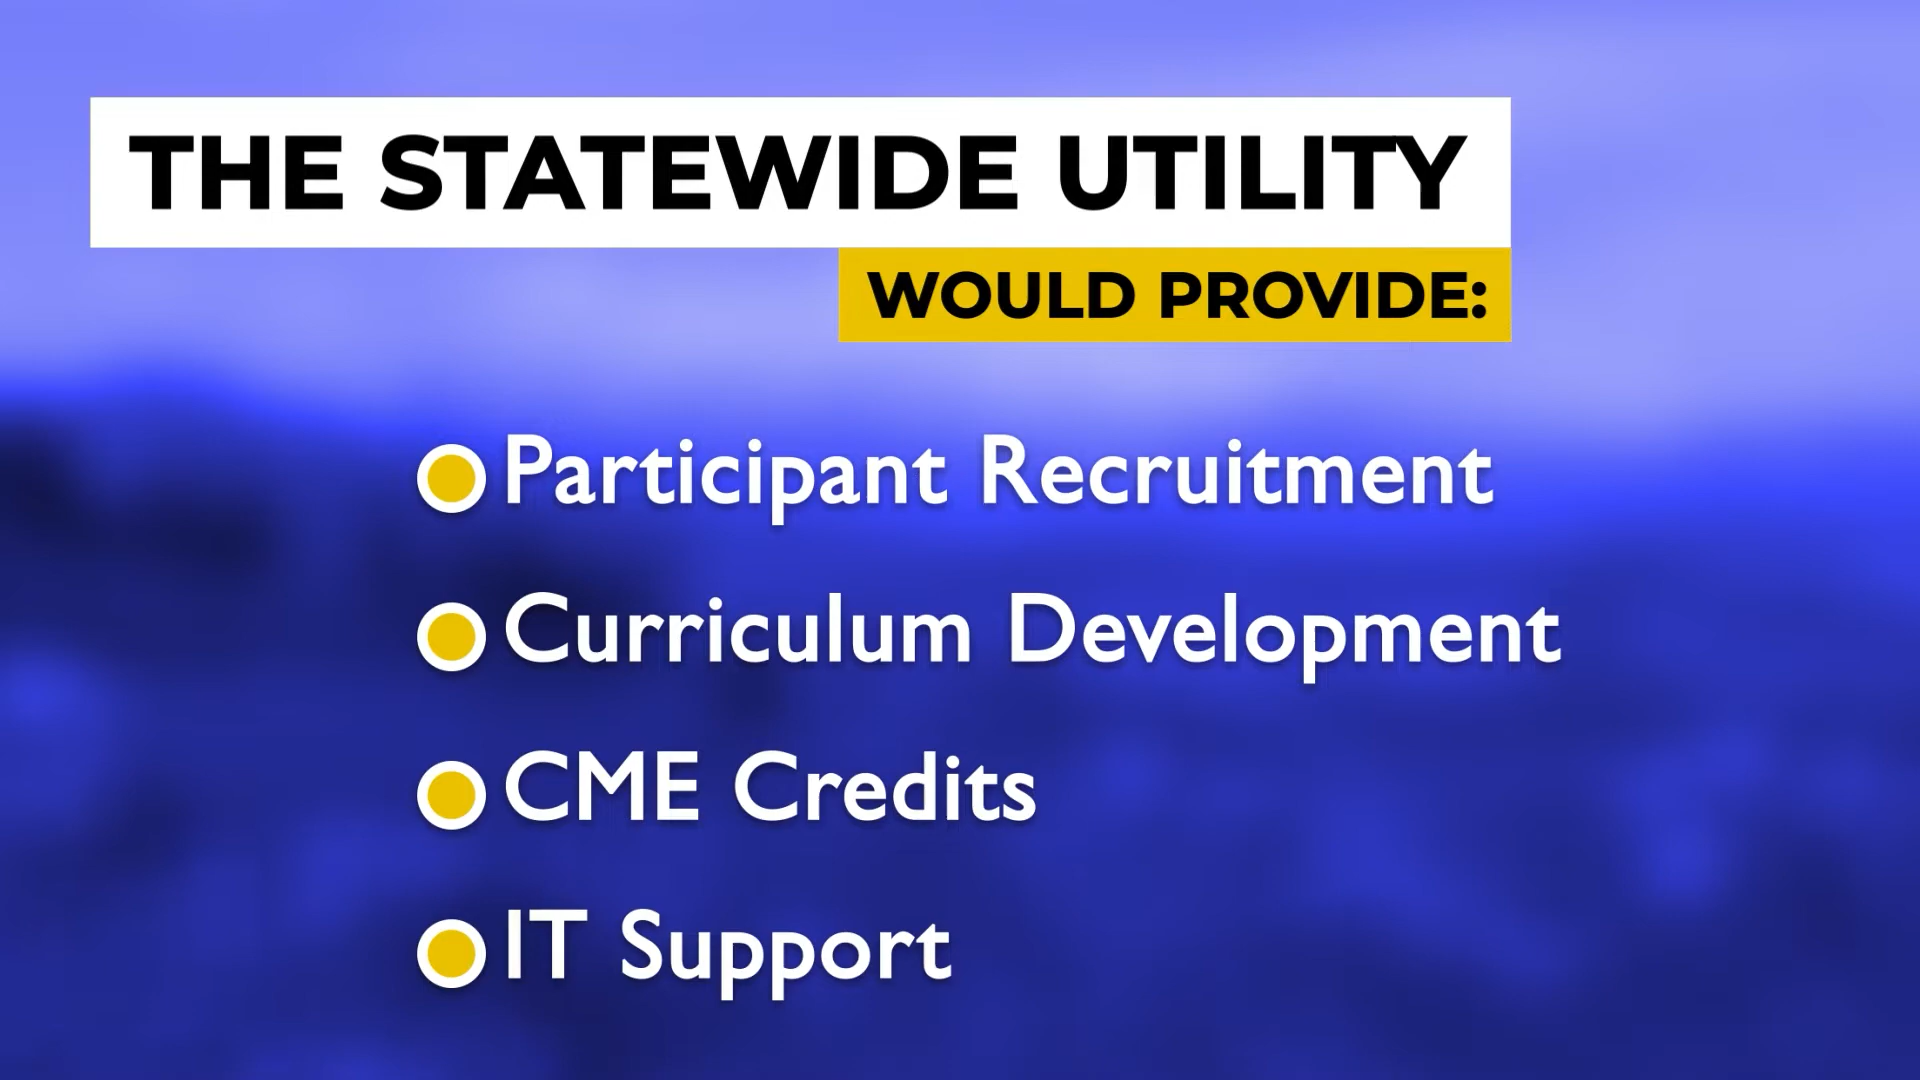 THE STATEWIDE UTILITY
WOULD PROVIDE:
Participant Recruitment
Curriculum Development
CME Credits
IT Support